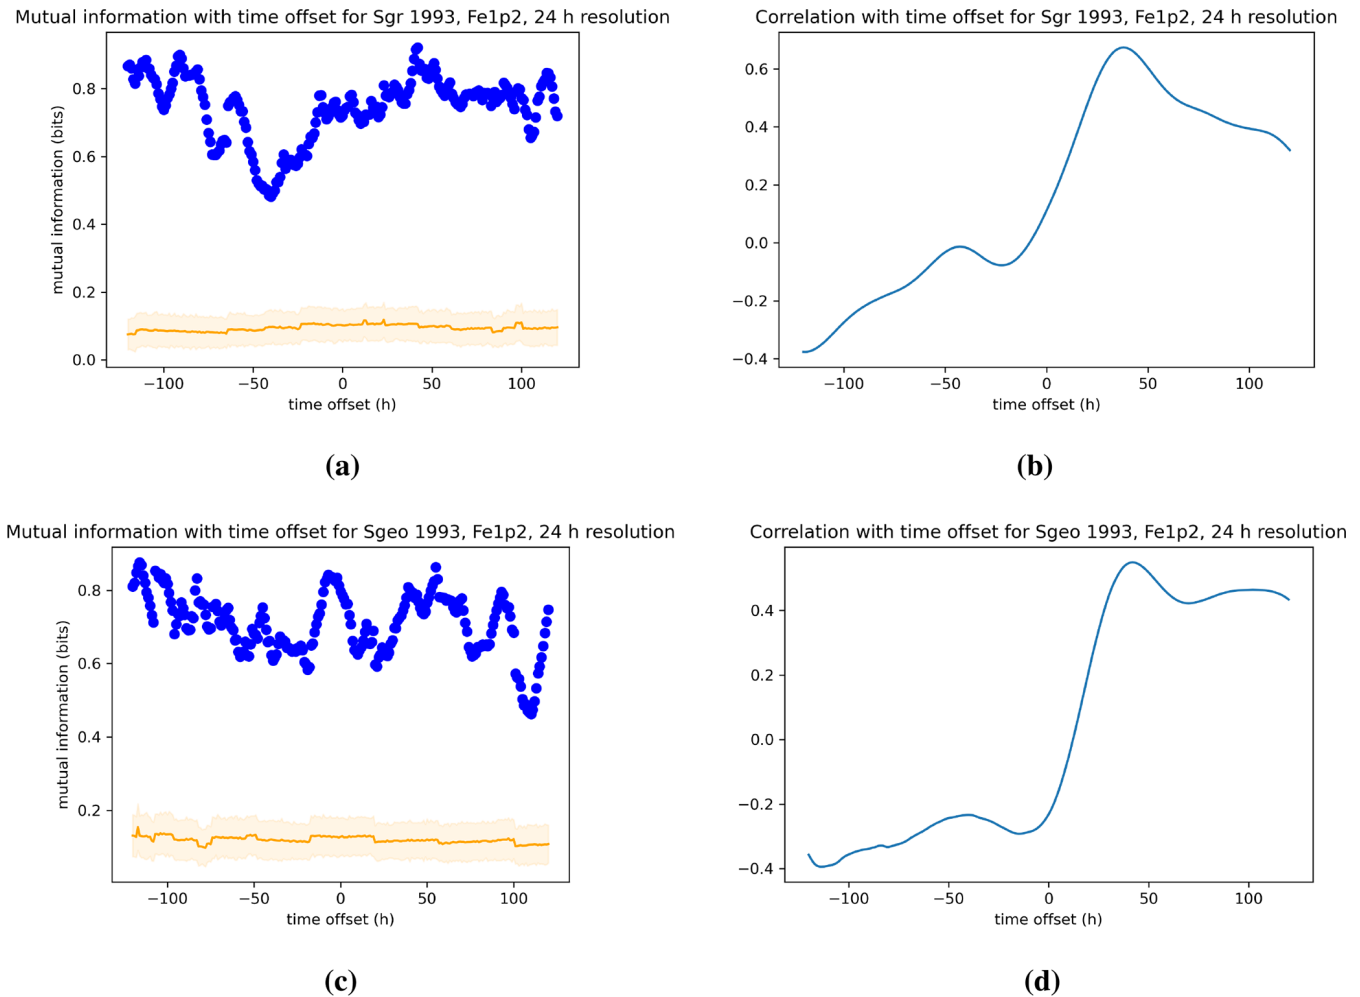 Mutual information with time offset for Sgr 1993, Fe1p2, 24 h resolution
mutual information (bits)
0.8
0.6
0.4
0.2
0.0
−100 −50 0 50 100
time offset (h)
(a)
Correlation with time offset for Sgr 1993, Fe1p2, 24 h resolution
0.6
0.4
0.2
0.0
−0.2
−0.4
−100 −50 0 50 100
time offset (h)
(b)
Mutual information with time offset for Sgeo 1993, Fe1p2, 24 h resolution
mutual information (bits)
0.8
0.6
0.4
0.2
−100 −50 0 50 100
time offset (h)
(c)
Correlation with time offset for Sgeo 1993, Fe1p2, 24 h resolution
0.4
0.2
0.0
−0.2
−0.4
−100 −50 0 50 100
time offset (h)
(d)